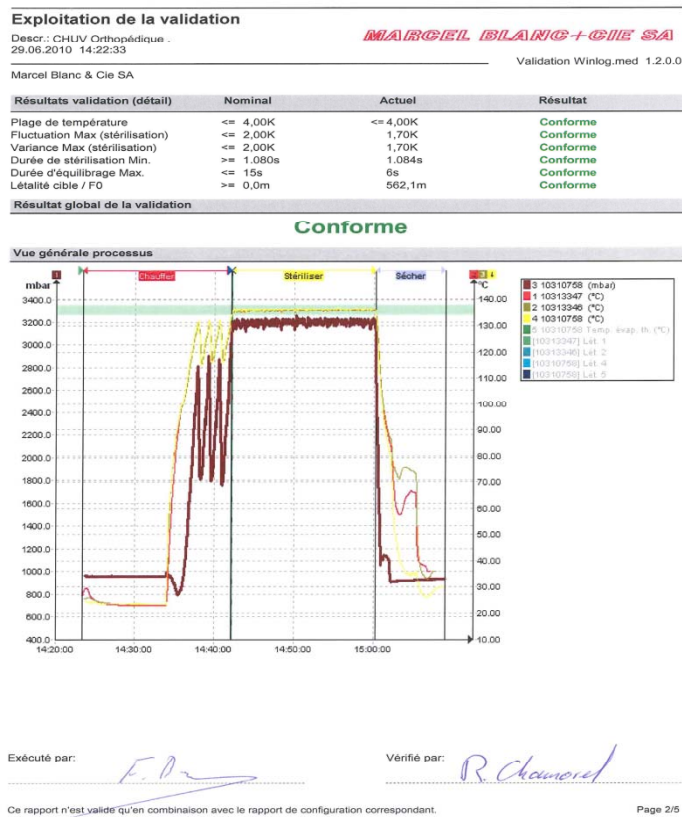 Exploitation de la validation
Descr.: CHUV Orthopédique .
29.06.2010 14:22:33
MARCEL BLANC+CIE SA
Validation Winlog.med 1.2.0.0
Marcel Blanc & Cie SA
Résultats validation (détail) Nominal Actuel Résultat
Plage de température <= 4,00K <= 4,00K Conforme
Fluctuation Max (stérilisation) <= 2,00K 1,70K Conforme
Variance Max (stérilisation) <= 2,00K 1,70K Conforme
Durée de stérilisation Min. >= 1.080s 1.084s Conforme
Durée d'équilibrage Max. <= 15s 6s Conforme
Létalité cible / F0 >= 0,0m 562,1m Conforme
Résultat global de la validation
Conforme
Vue générale processus
1 Chauffer Stériliser Sécher 2 3 4
mbar °C
3400.0 140.00
3200.0 130.00
3000.0 120.00
2800.0 110.00
2600.0 100.00
2400.0 90.00
2200.0 80.00
2000.0 70.00
1800.0 60.00
1600.0 50.00
1400.0 40.00
1200.0 30.00
1000.0 20.00
800.0 10.00
600.0
400.0
14:20:00 14:30:00 14:40:00 14:50:00 15:00:00
3 10310758 (mbar)
1 10313347 (°C)
2 10313346 (°C)
4 10310758 (°C)
5 10310758 Temp. évap. th. (°C)
[10313347] Lét. 1
[10313346] Lét. 2
[10310758] Lét. 4
[10310758] Lét. 5
Exécuté par: Vérifié par:
Ce rapport n'est valide qu'en combinaison avec le rapport de configuration correspondant. Page 2/5